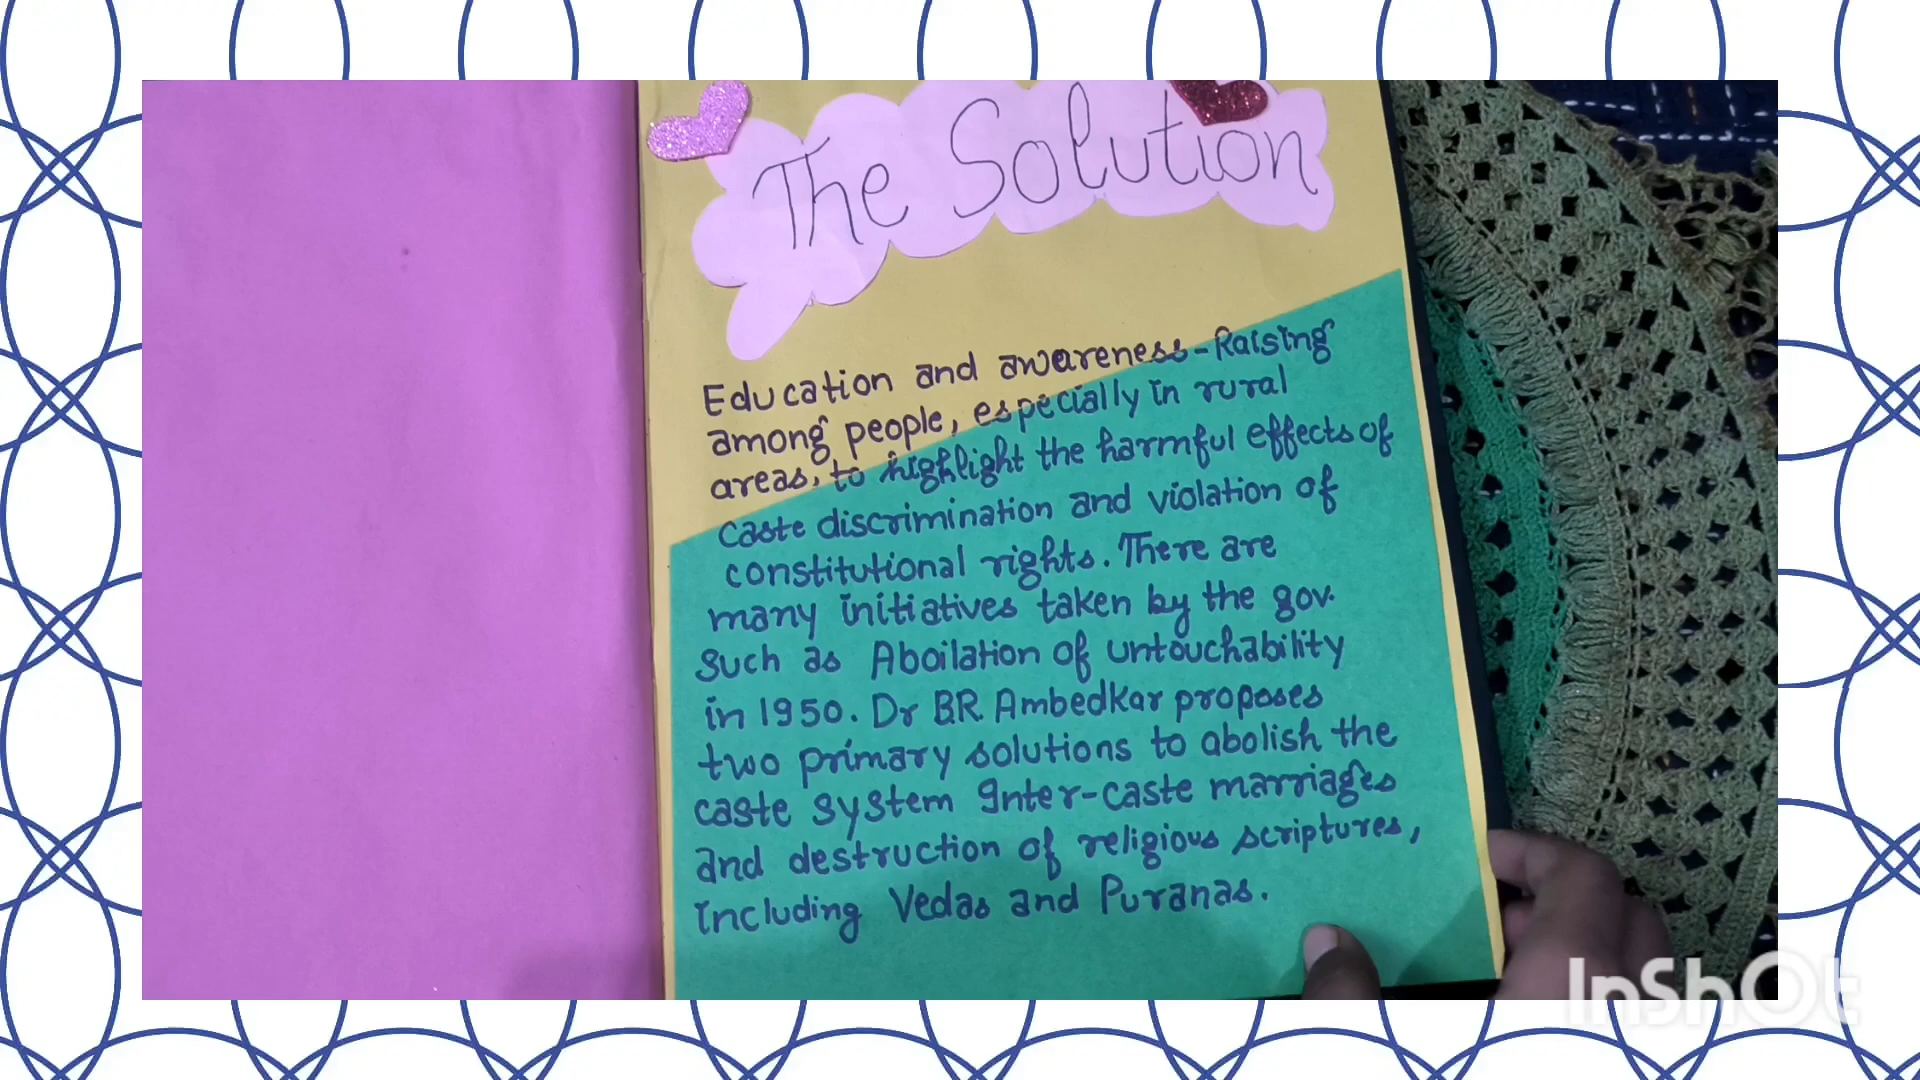 The Solution
Education and awareness-Raising
among people, especially in rural
areas, to highlight the harmful effects of
caste discrimination and violation of
constitutional rights. There are
many initiatives taken by the gov.
such as Aboilation of untouchability
in 1950. Dr B.R. Ambedkar proposes
two primary solutions to abolish the
caste system Inter-caste marriages
and destruction of religious scriptures,
including Vedas and Puranas.
InShOt